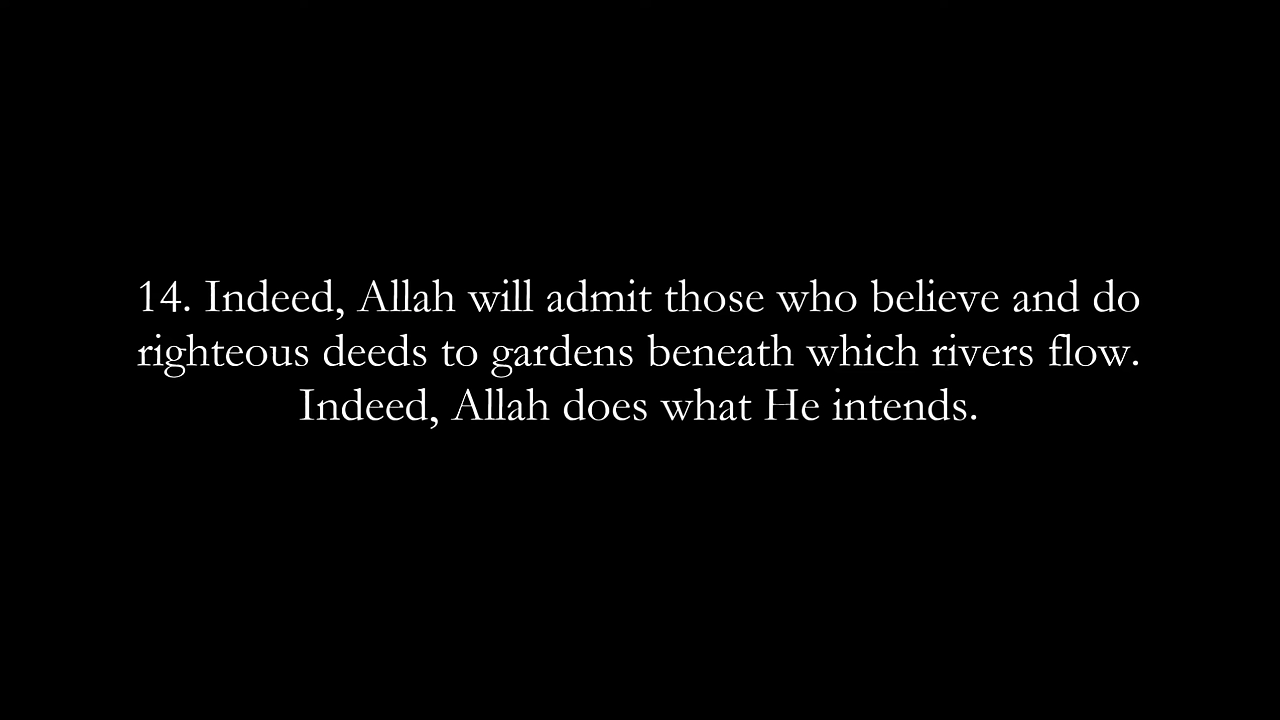 14. Indeed, Allah will admit those who believe and do
righteous deeds to gardens beneath which rivers flow.
Indeed, Allah does what He intends.